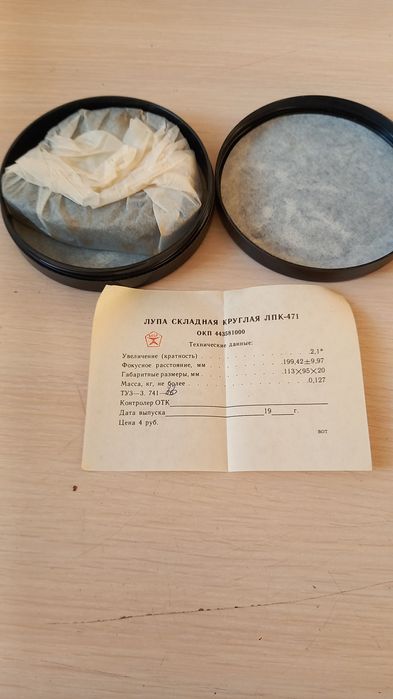 ЛУПА СКЛАДНАЯ КРУГЛАЯ ЛПК-471
ОКП 443581000
Технические данные:
Увеличение (кратность) . . . . . . . . . .2,1*
Фокусное расстояние, мм . . . . . . .199,42±9,97
Габаритные размеры, мм . . . . . . .113×95×20
Масса, кг, не более . . . . . . . . . . .0,127
ТУЗ—3. 741—
Контролер ОТК
Дата выпуска 19 г.
Цена 4 руб.
вот